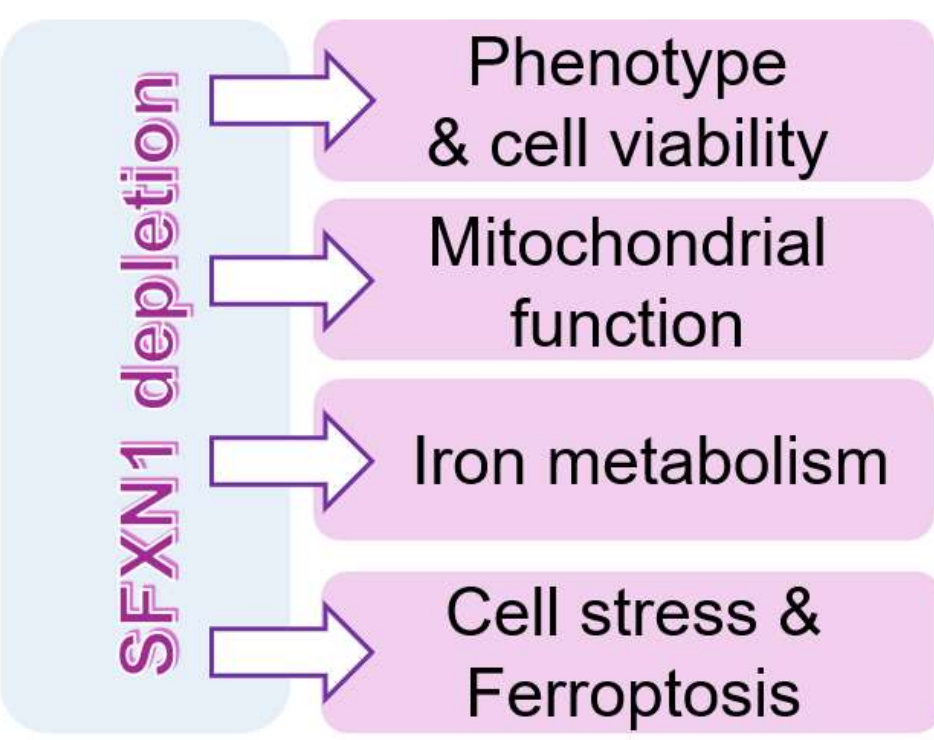 SFXN1 depletion
Phenotype
& cell viability
Mitochondrial
function
Iron metabolism
Cell stress &
Ferroptosis